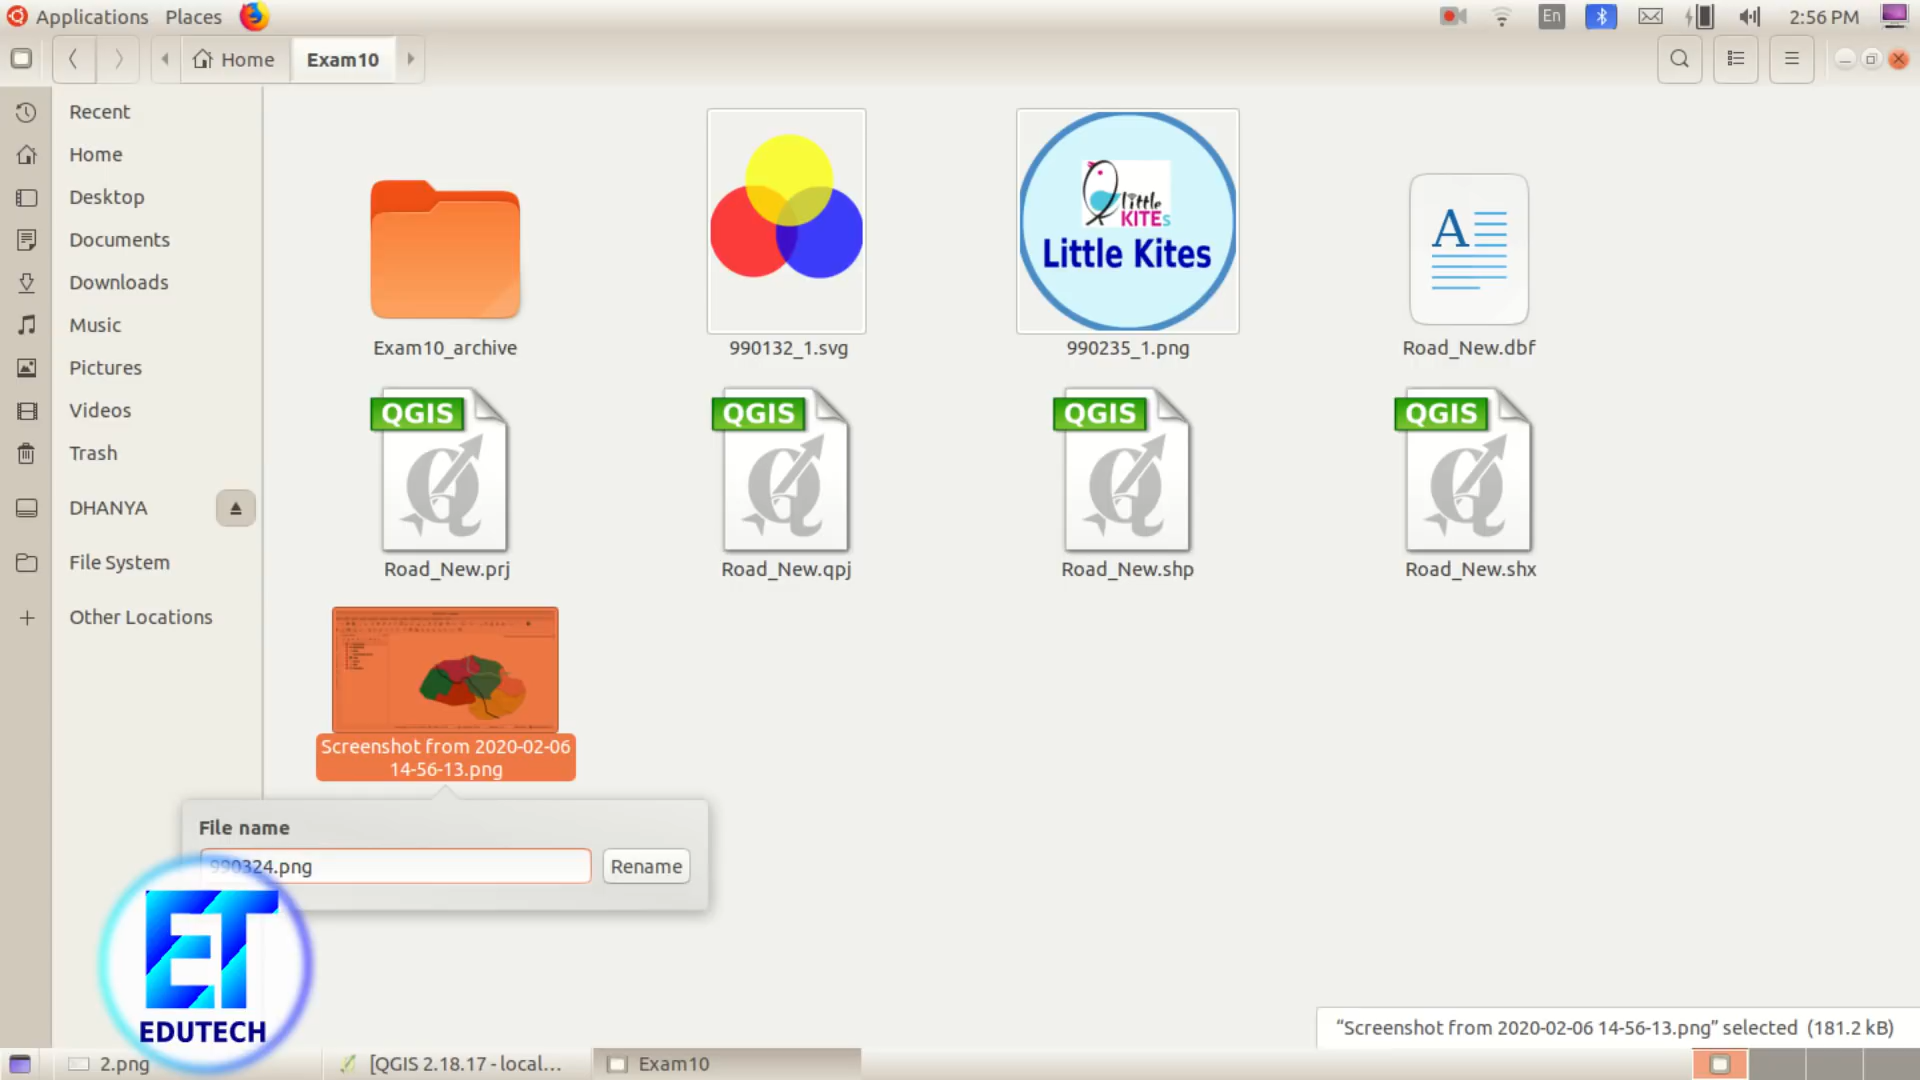 Applications Places En 2:56 PM
Home Exam10
Recent
Home
Desktop
Documents
Downloads
Music
Pictures
Videos
Trash
DHANYA
File System
Other Locations
little
KITEs
Little Kites
A
Exam10_archive 990132_1.svg 990235_1.png Road_New.dbf
QGIS QGIS QGIS QGIS
Road_New.prj Road_New.qpj Road_New.shp Road_New.shx
Screenshot from 2020-02-06
14-56-13.png
File name
990324.png Rename
ET
EDUTECH
"Screenshot from 2020-02-06 14-56-13.png" selected (181.2 kB)
2.png [QGIS 2.18.17 - local... Exam10